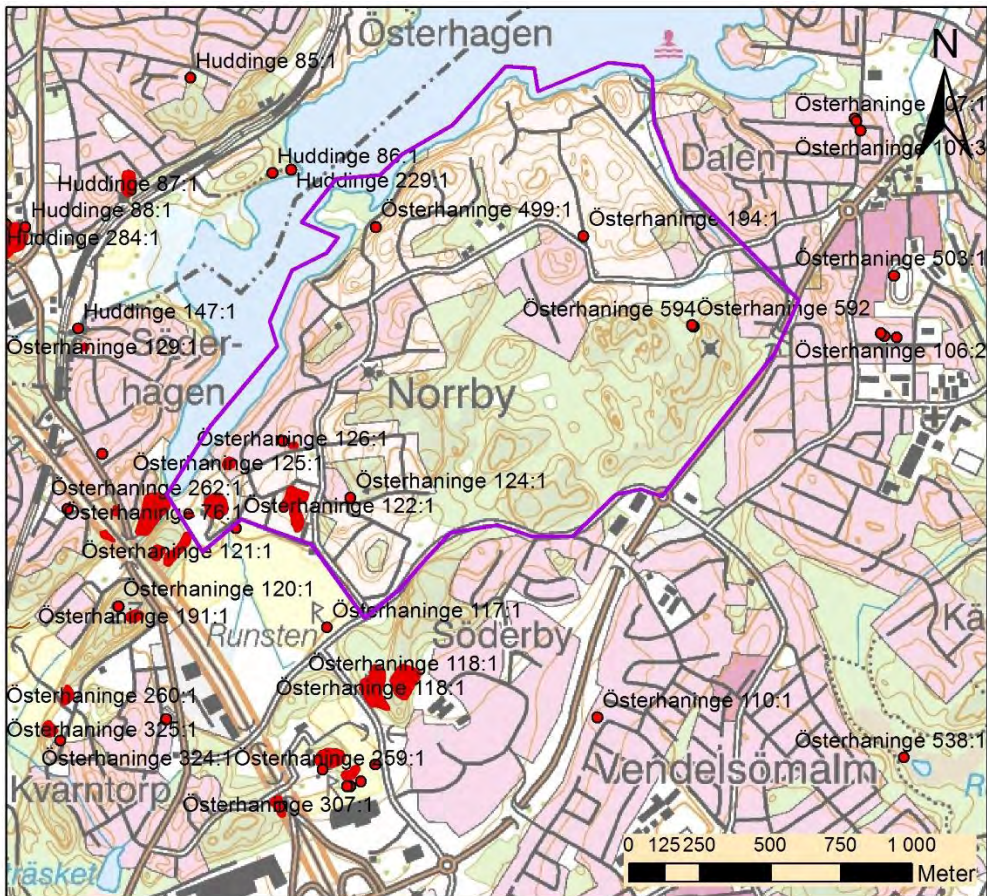 Österhagen
N
Huddinge 85:1
Österhaninge 107:1
Österhaninge 107:3
Dalen
Huddinge 86:1
Huddinge 229:1
Huddinge 87:1
Huddinge 88:1
Huddinge 284:1
Österhaninge 499:1
Österhaninge 194:1
Österhaninge 503:1
Huddinge 147:1
Österhaninge 594
Österhaninge 592
Österhaninge 129:1
Österhaninge 106:2
Söder-
hagen
Norrby
Österhaninge 126:1
Österhaninge 125:1
Österhaninge 124:1
Österhaninge 262:1
Österhaninge 122:1
Österhaninge 76:1
Österhaninge 121:1
Österhaninge 120:1
Österhaninge 191:1
Österhaninge 117:1
Runsten
Söderby
Kä
Österhaninge 118:1
Österhaninge 118:1
Österhaninge 260:1
Österhaninge 110:1
Österhaninge 325:1
Österhaninge 538:1
Österhaninge 324:1
Österhaninge 259:1
Vendelsömalm
Kvarntorp
R
Österhaninge 307:1
träsket
0 125 250 500 750 1 000
Meter